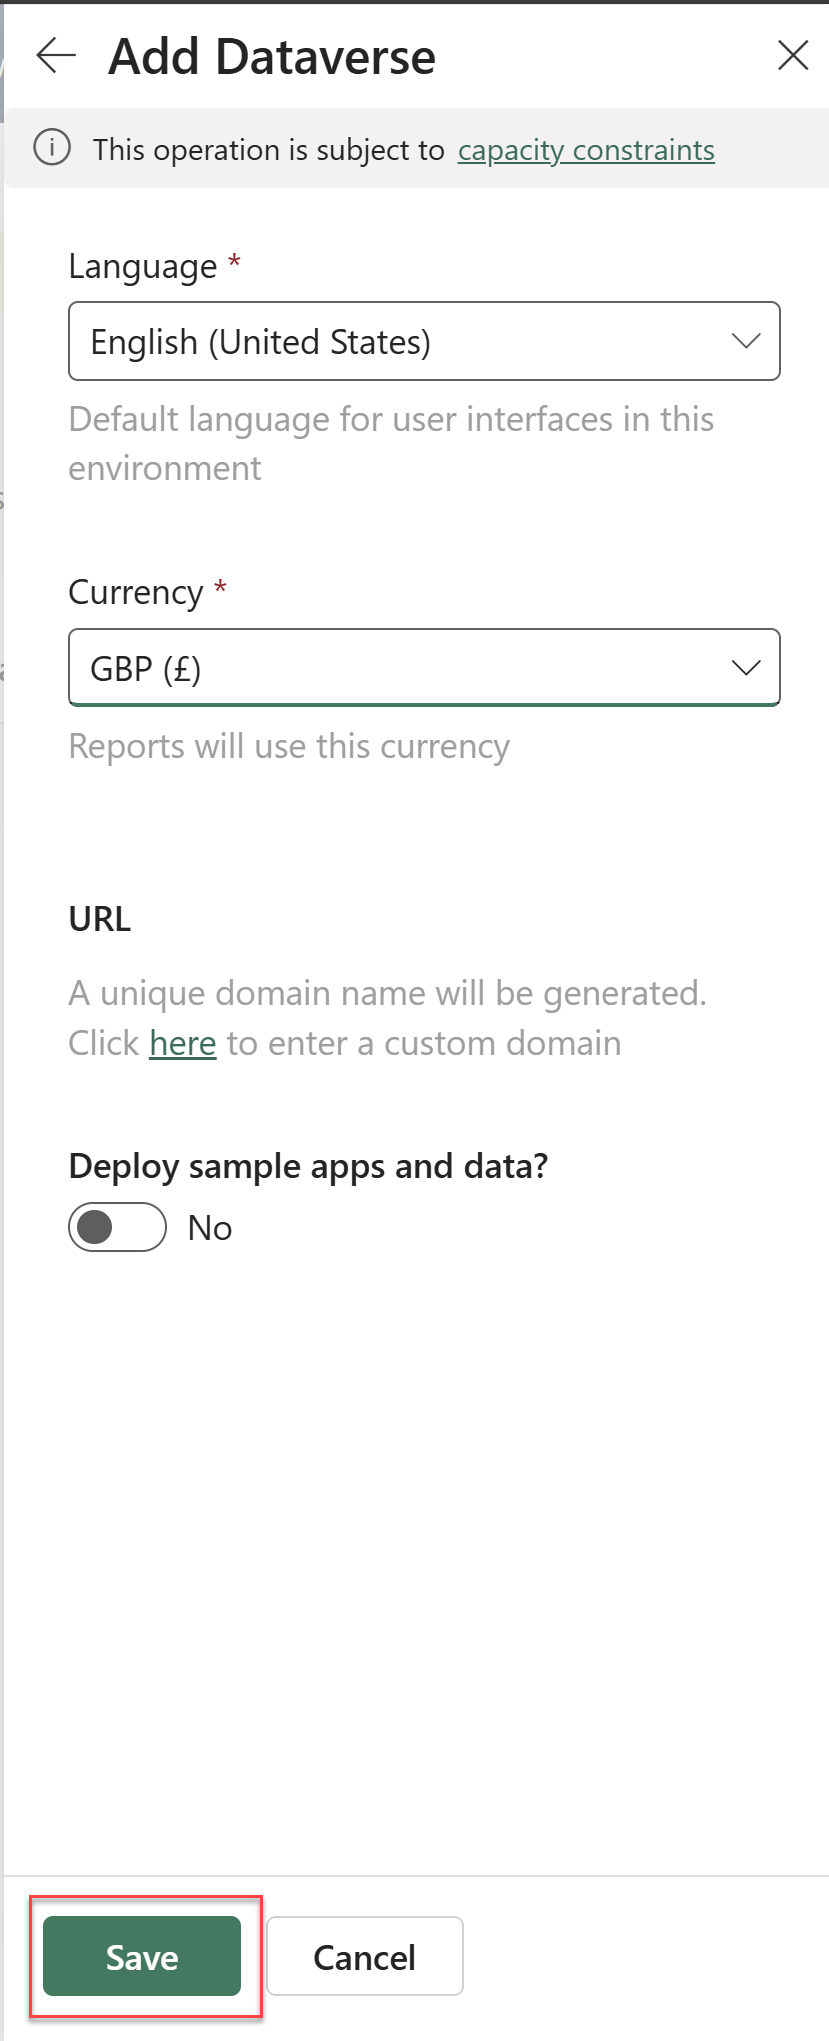 Add Dataverse
This operation is subject to capacity constraints
Language *
English (United States)
Default language for user interfaces in this
environment
Currency *
GBP (£)
Reports will use this currency
URL
A unique domain name will be generated.
Click here to enter a custom domain
Deploy sample apps and data?
No
Save Cancel